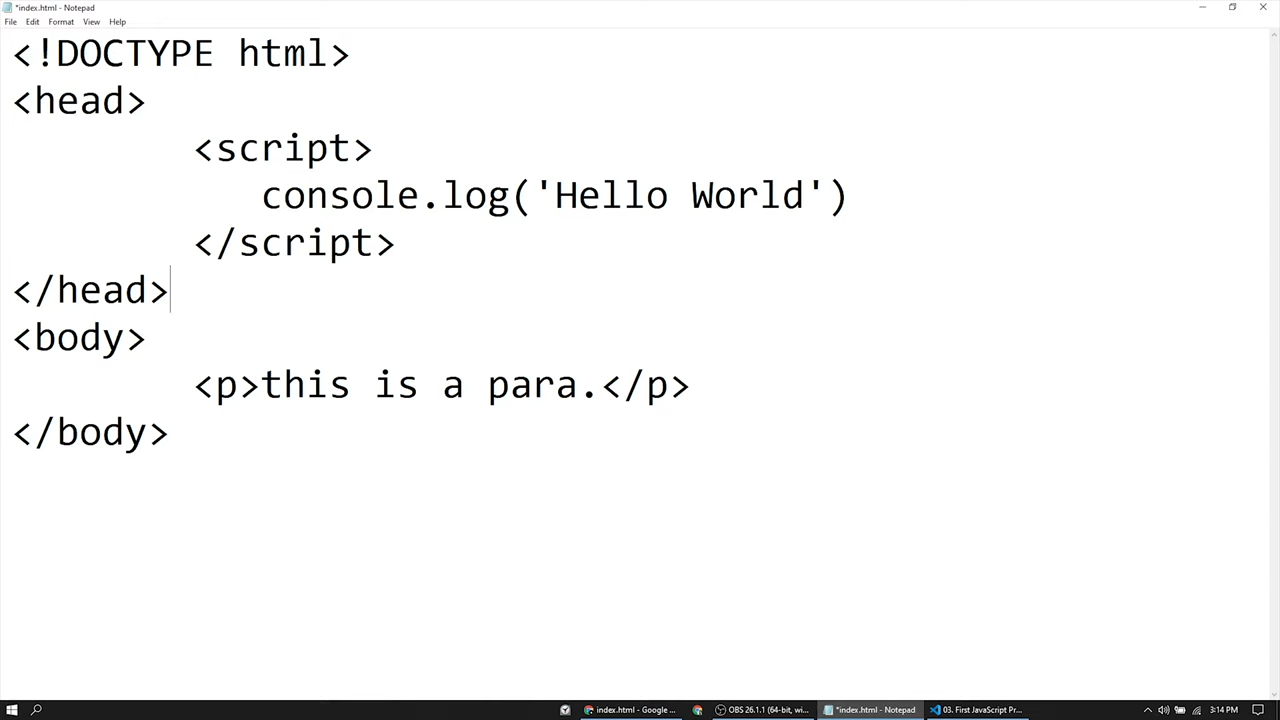 *index.html - Notepad
File Edit Format View Help
<!DOCTYPE html>
<head>
<script>
console.log('Hello World')
</script>
</head>
<body>
<p>this is a para.</p>
</body>
index.html - Google ...
OBS 26.1.1 (64-bit, wi...
*index.html - Notepad
03. First JavaScript Pr...
3:14 PM